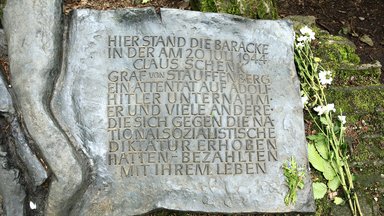 HIER STAND DIE BARACKE
IN DER AM 20. JULI 1944
CLAUS SCHENK
GRAF VON STAUFFENBERG
EIN ATTENTAT AUF ADOLF
HITLER UNTERNAHM –
ER UND VIELE ANDERE,
DIE SICH GEGEN DIE NA-
TIONALSOZIALISTISCHE
DIKTATUR ERHOBEN
HATTEN – BEZAHLTEN
MIT IHREM LEBEN